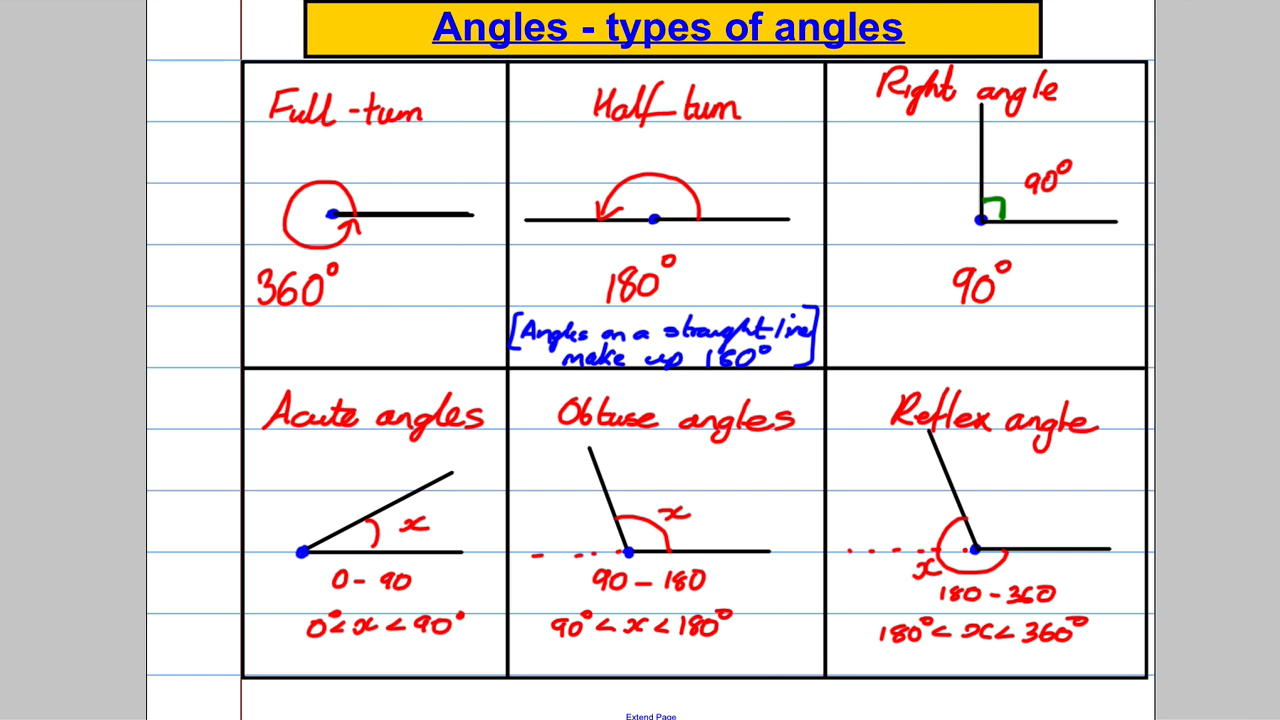 Angles - types of angles
Full-turn
360°
Half turn
180°
[Angles on a straight line
make up 180°]
Right angle
90°
90°
Acute angles
x
0 - 90
0° < x < 90°
Obtuse angles
x
90 - 180
90° < x < 180°
Reflex angle
x
180 - 360
180° < x < 360°
Extend Page